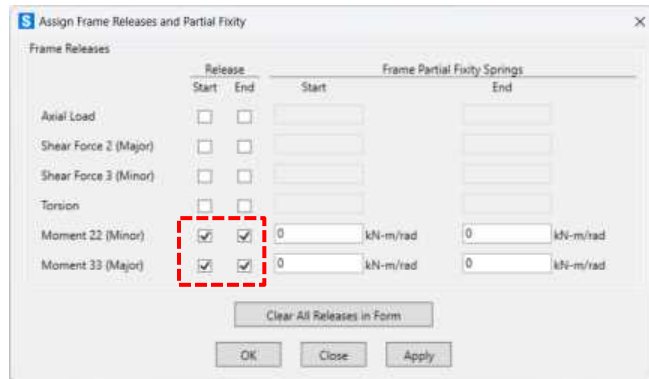 S Assign Frame Releases and Partial Fixity
Frame Releases
Release Frame Partial Fixity Springs
Start End Start End
Axial Load
Shear Force 2 (Major)
Shear Force 3 (Minor)
Torsion
Moment 22 (Minor) 0 kN-m/rad 0 kN-m/rad
Moment 33 (Major) 0 kN-m/rad 0 kN-m/rad
Clear All Releases in Form
OK Close Apply